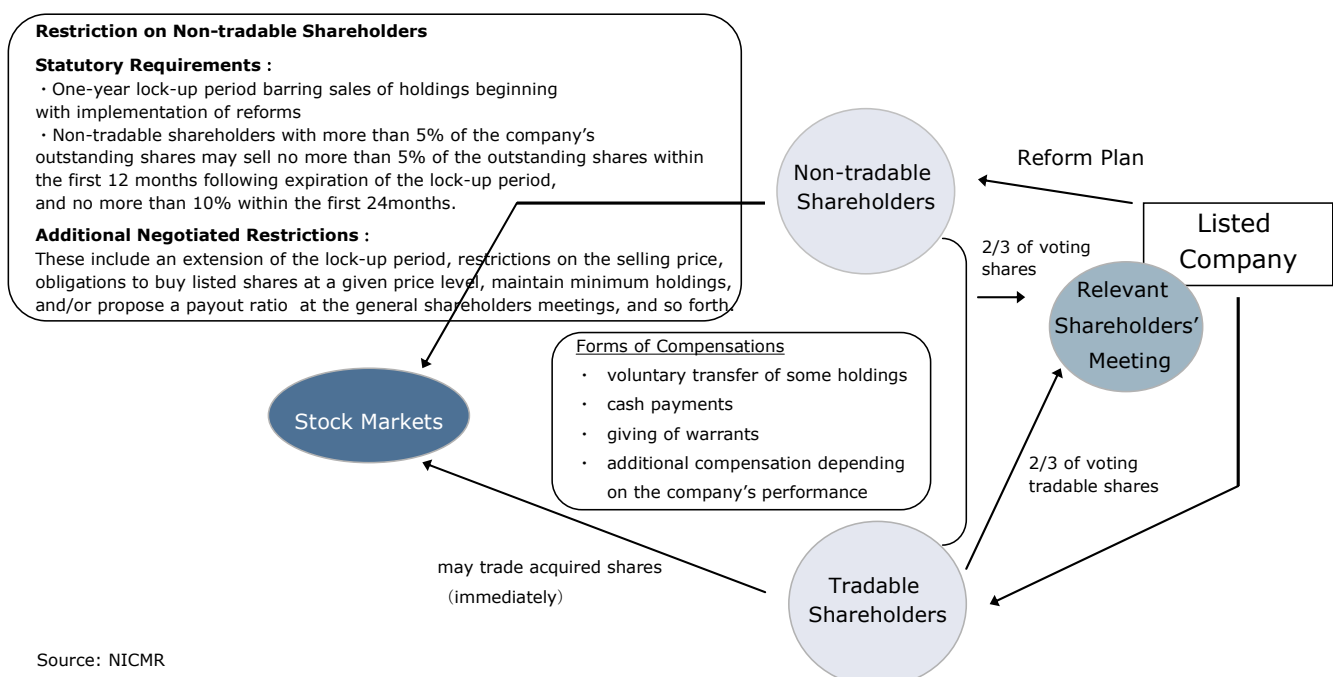 Restriction on Non-tradable Shareholders
Statutory Requirements :
・One-year lock-up period barring sales of holdings beginning
with implementation of reforms
・Non-tradable shareholders with more than 5% of the company’s
outstanding shares may sell no more than 5% of the outstanding shares within
the first 12 months following expiration of the lock-up period,
and no more than 10% within the first 24months.
Additional Negotiated Restrictions :
These include an extension of the lock-up period, restrictions on the selling price,
obligations to buy listed shares at a given price level, maintain minimum holdings,
and/or propose a payout ratio at the general shareholders meetings, and so forth.
Non-tradable
Shareholders
Reform Plan
Listed
Company
2/3 of voting
shares
Relevant
Shareholders’
Meeting
Forms of Compensations
・ voluntary transfer of some holdings
・ cash payments
・ giving of warrants
・ additional compensation depending
on the company’s performance
Stock Markets
2/3 of voting
tradable shares
may trade acquired shares
（immediately）
Tradable
Shareholders
Source: NICMR